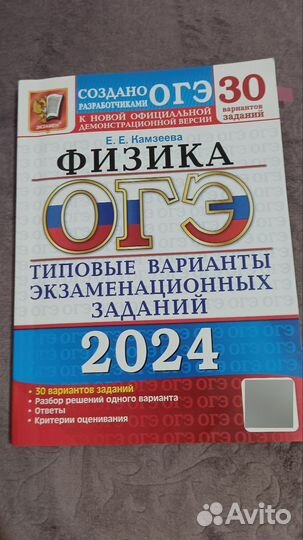 СОЗДАНО
РАЗРАБОТЧИКАМИ ОГЭ
К НОВОЙ ОФИЦИАЛЬНОЙ
ДЕМОНСТРАЦИОННОЙ ВЕРСИИ
30
вариантов
заданий
ЭКЗАМЕН
Е. Е. Камзеева
ФИЗИКА
ОГЭ
ТИПОВЫЕ ВАРИАНТЫ
ЭКЗАМЕНАЦИОННЫХ
ЗАДАНИЙ
2024
• 30 вариантов заданий
• Разбор решений одного варианта
• Ответы
• Критерии оценивания
Avito